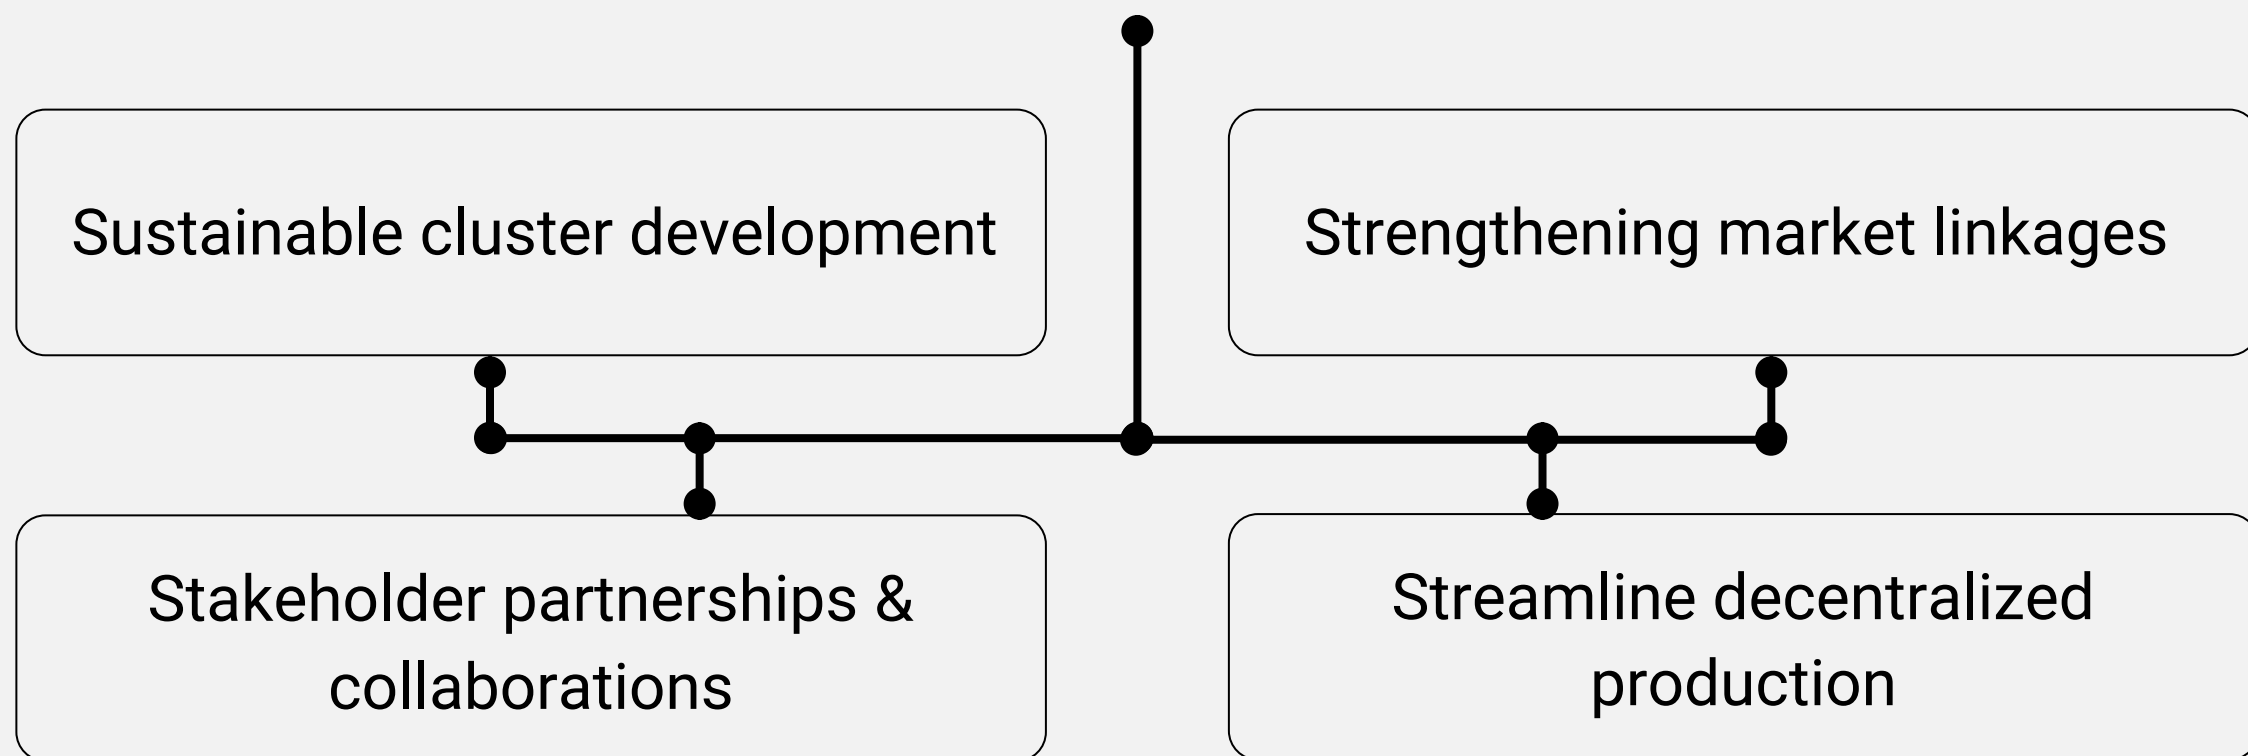 Sustainable cluster development
Strengthening market linkages
Stakeholder partnerships &
collaborations
Streamline decentralized
production